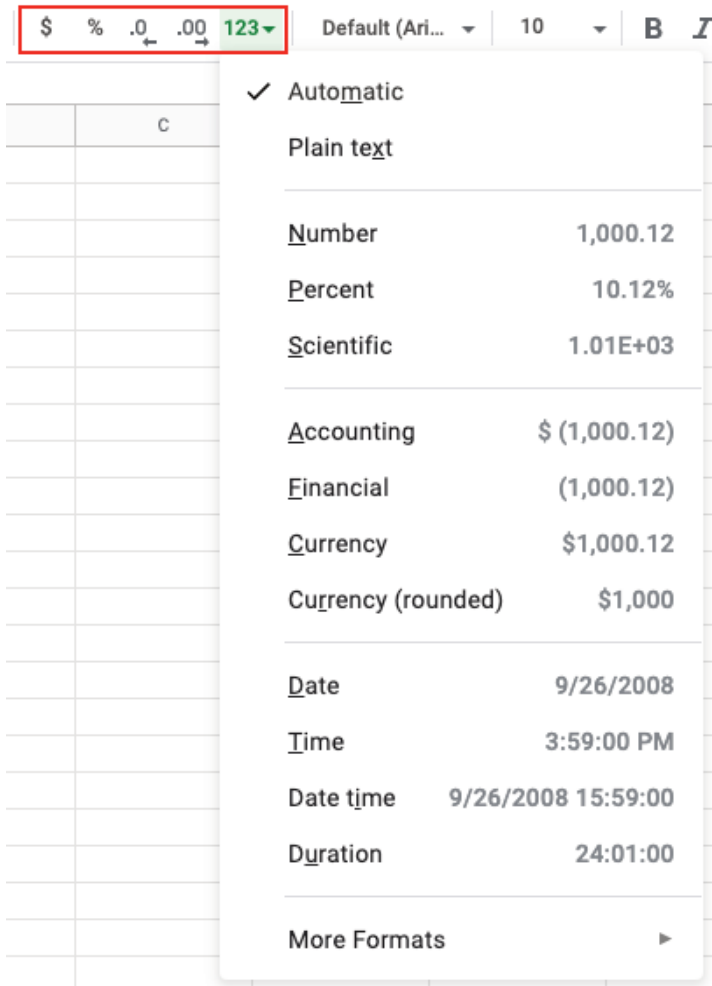 $ % .0 .00 123 Default (Ari... 10 B I
C
Automatic
Plain text
Number 1,000.12
Percent 10.12%
Scientific 1.01E+03
Accounting $ (1,000.12)
Financial (1,000.12)
Currency $1,000.12
Currency (rounded) $1,000
Date 9/26/2008
Time 3:59:00 PM
Date time 9/26/2008 15:59:00
Duration 24:01:00
More Formats